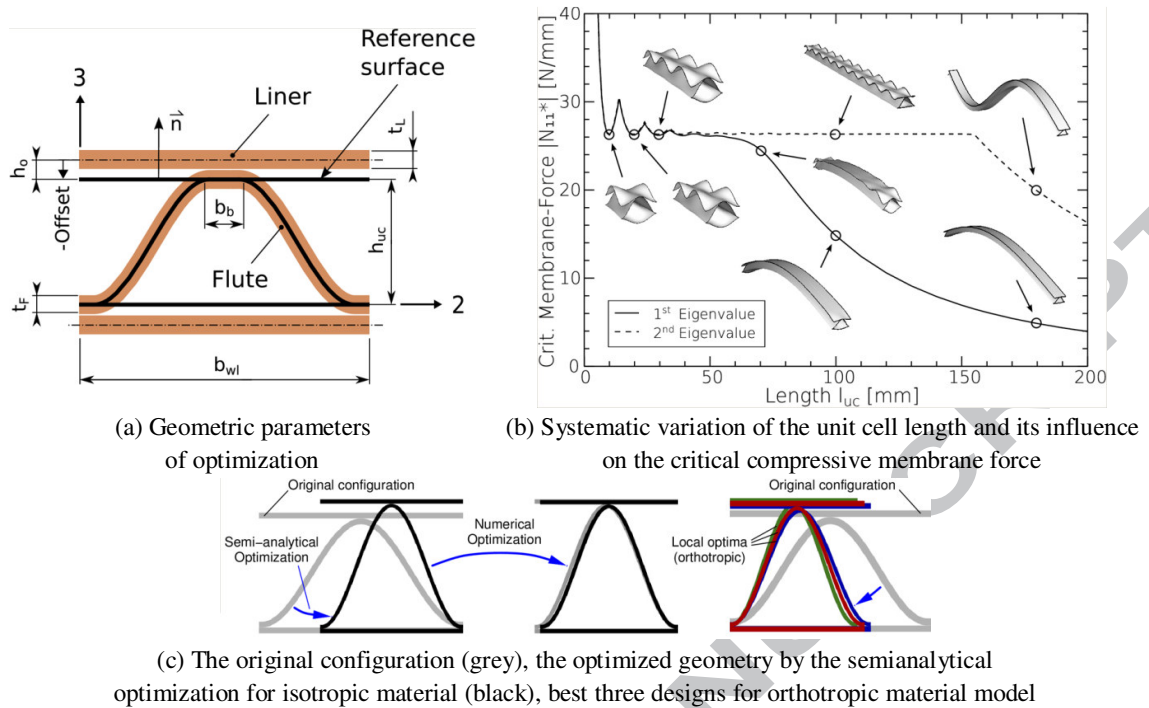 3
n
Liner
Reference
surface
t_L
h_o
-Offset
b_b
h_uc
Flute
t_F
2
b_wl
(a) Geometric parameters
of optimization
Crit. Membrane-Force |N₁₁*| [N/mm]
40
30
20
10
0
1st Eigenvalue
2nd Eigenvalue
0 50 100 150 200
Length l_uc [mm]
(b) Systematic variation of the unit cell length and its influence
on the critical compressive membrane force
Original configuration
Semi-analytical
Optimization
Numerical
Optimization
Original configuration
Local optima
(orthotropic)
(c) The original configuration (grey), the optimized geometry by the semianalytical
optimization for isotropic material (black), best three designs for orthotropic material model